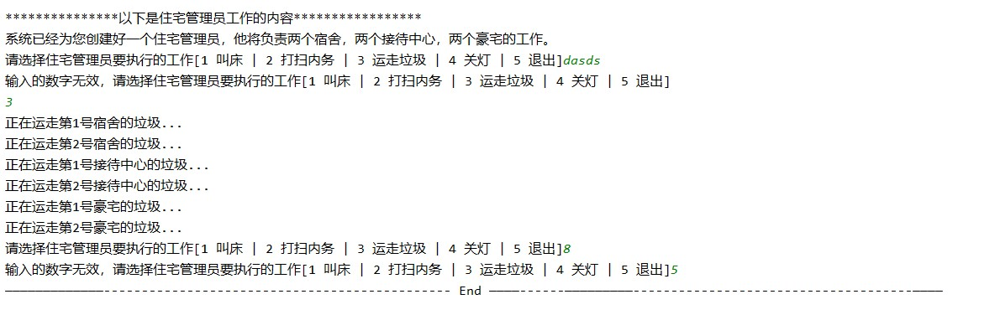 ***************以下是住宅管理员工作的内容*****************
系统已经为您创建好一个住宅管理员，他将负责两个宿舍，两个接待中心，两个豪宅的工作。
请选择住宅管理员要执行的工作[1 叫床 | 2 打扫内务 | 3 运走垃圾 | 4 关灯 | 5 退出]dasds
输入的数字无效，请选择住宅管理员要执行的工作[1 叫床 | 2 打扫内务 | 3 运走垃圾 | 4 关灯 | 5 退出]
3
正在运走第1号宿舍的垃圾...
正在运走第2号宿舍的垃圾...
正在运走第1号接待中心的垃圾...
正在运走第2号接待中心的垃圾...
正在运走第1号豪宅的垃圾...
正在运走第2号豪宅的垃圾...
请选择住宅管理员要执行的工作[1 叫床 | 2 打扫内务 | 3 运走垃圾 | 4 关灯 | 5 退出]8
输入的数字无效，请选择住宅管理员要执行的工作[1 叫床 | 2 打扫内务 | 3 运走垃圾 | 4 关灯 | 5 退出]5
—————————----------------------------------------------- End ————------——————----------------------------------------————